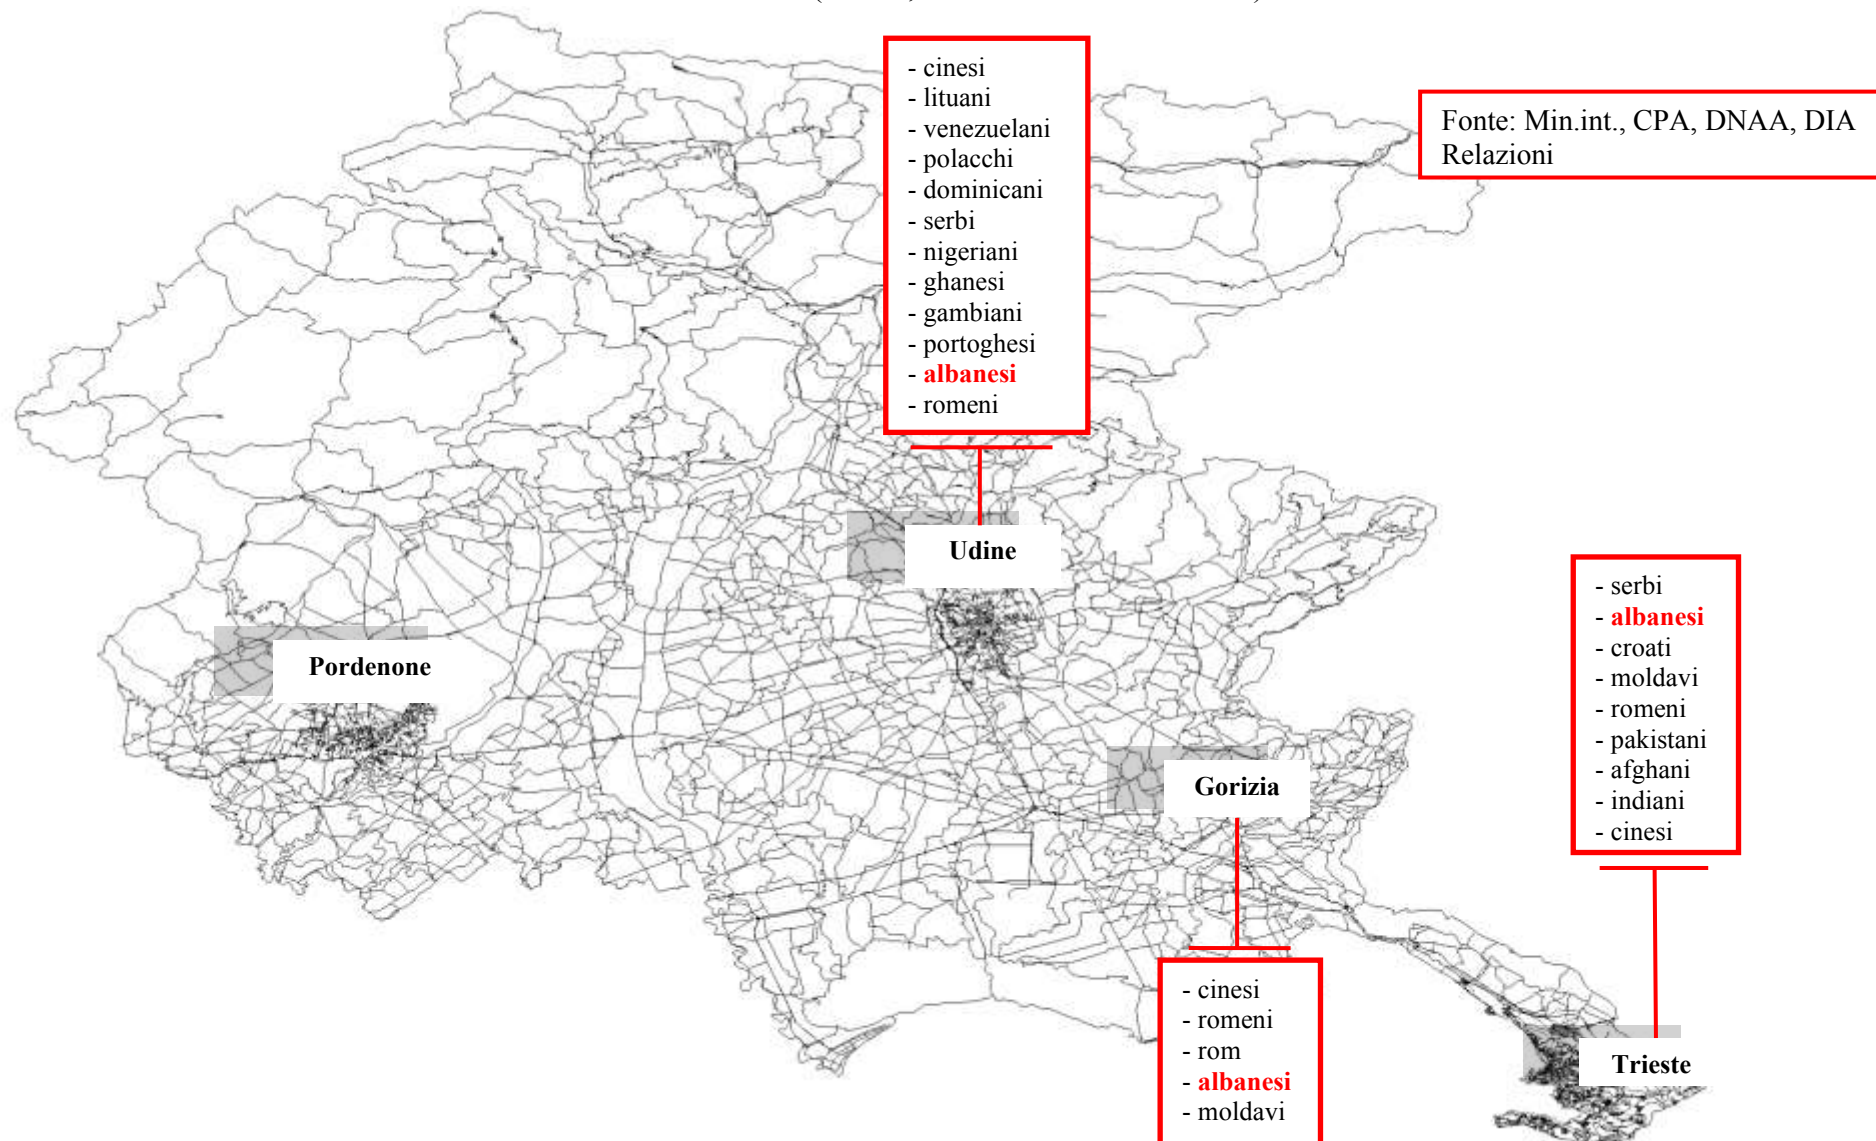 - cinesi
- lituani
- venezuelani
- polacchi
- dominicani
- serbi
- nigeriani
- ghanesi
- gambiani
- portoghesi
- albanesi
- romeni
Fonte: Min.int., CPA, DNAA, DIA
Relazioni
Udine
Pordenone
Gorizia
- serbi
- albanesi
- croati
- moldavi
- romeni
- pakistani
- afghani
- indiani
- cinesi
- cinesi
- romeni
- rom
- albanesi
- moldavi
Trieste